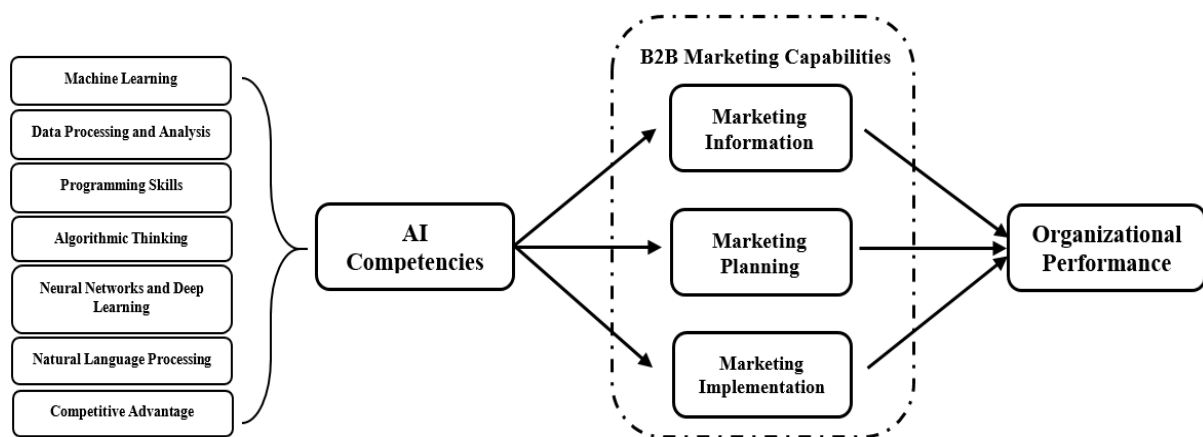 Machine Learning
Data Processing and Analysis
Programming Skills
Algorithmic Thinking
Neural Networks and Deep
Learning
Natural Language Processing
Competitive Advantage
AI
Competencies
B2B Marketing Capabilities
Marketing
Information
Marketing
Planning
Marketing
Implementation
Organizational
Performance